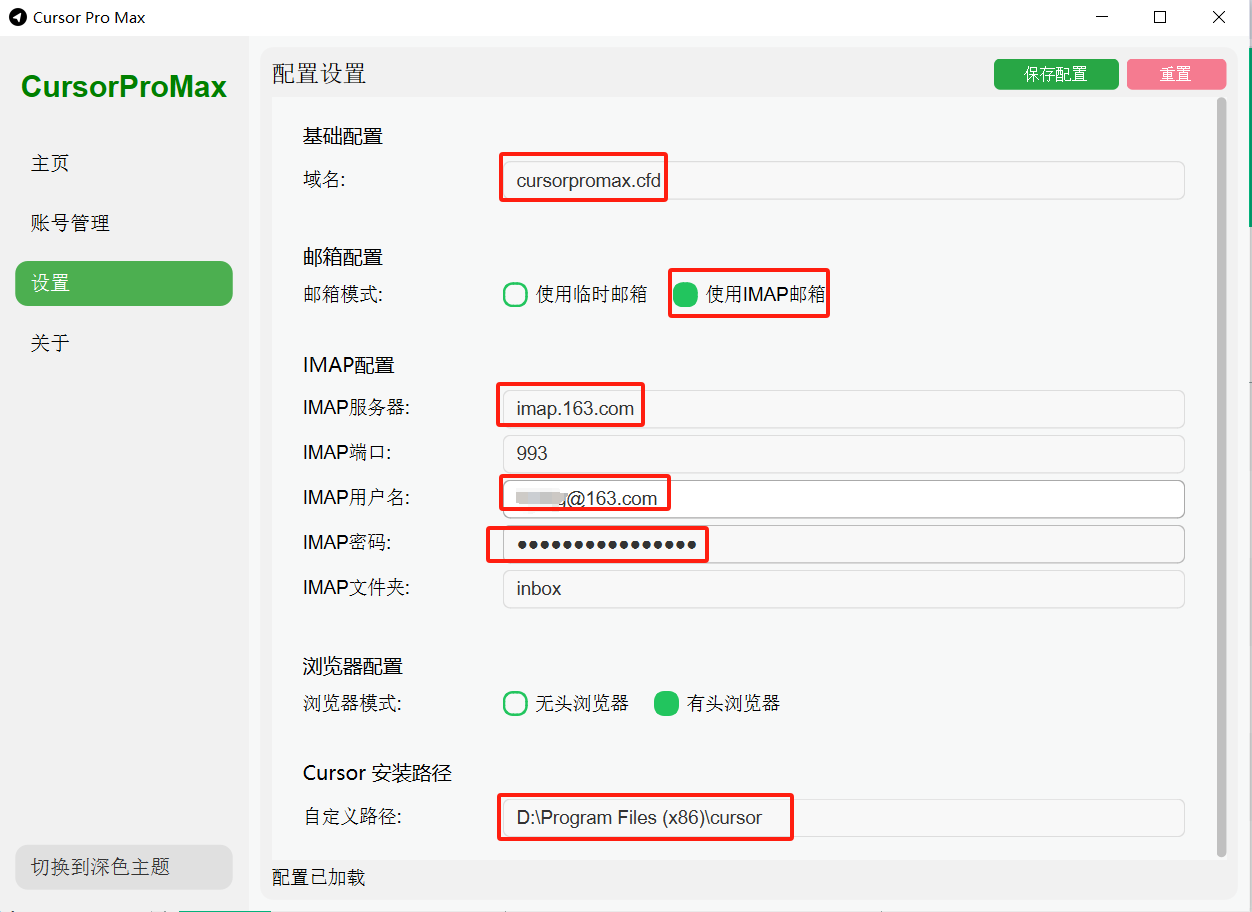 Cursor Pro Max
CursorProMax
主页
账号管理
设置
关于
切换到深色主题
配置设置
保存配置
重置
基础配置
域名:
cursorpromax.cfd
邮箱配置
邮箱模式:
使用临时邮箱
使用IMAP邮箱
IMAP配置
IMAP服务器:
imap.163.com
IMAP端口:
993
IMAP用户名:
@163.com
IMAP密码:
••••••••••••••••
IMAP文件夹:
inbox
浏览器配置
浏览器模式:
无头浏览器
有头浏览器
Cursor 安装路径
自定义路径:
D:\Program Files (x86)\cursor
配置已加载